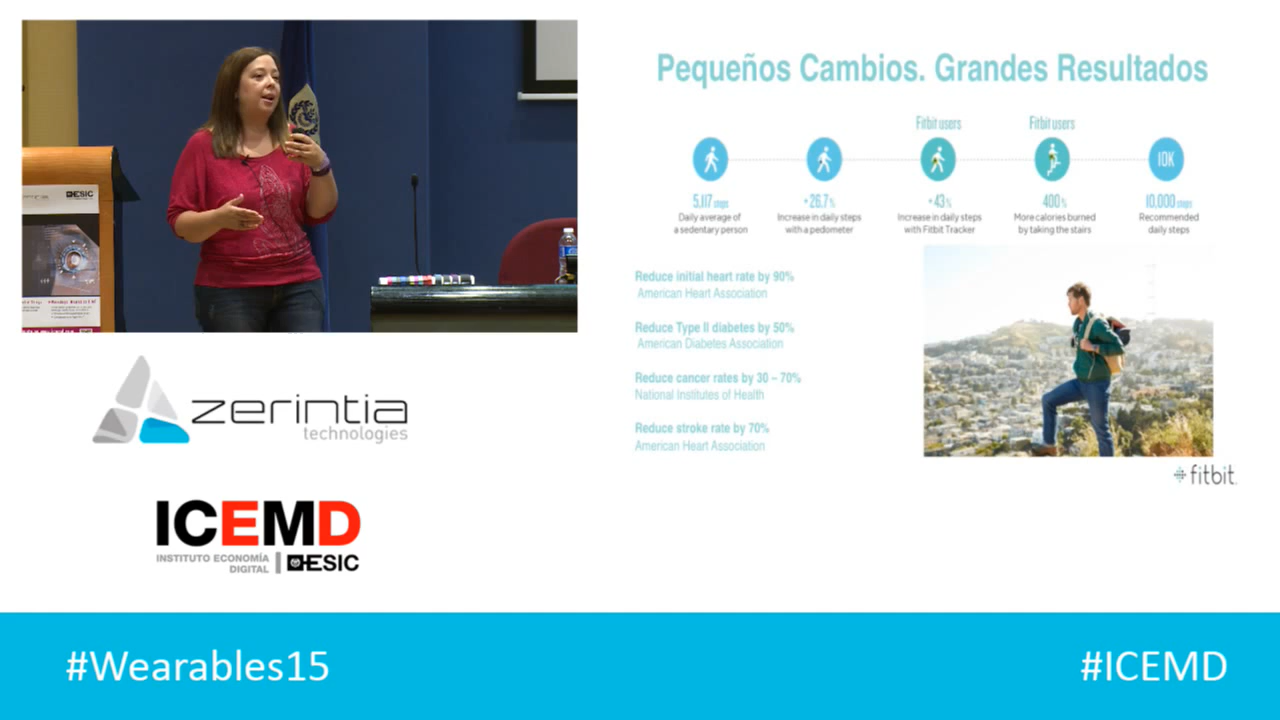 ESIC
Pequeños Cambios. Grandes Resultados
Fitbit users
Fitbit users
10K
5,117 steps
Daily average of
a sedentary person
+26.7%
Increase in daily steps
with a pedometer
+43%
Increase in daily steps
with Fitbit Tracker
400%
More calories burned
by taking the stairs
10,000 steps
Recommended
daily steps
Reduce initial heart rate by 90%
American Heart Association
Reduce Type II diabetes by 50%
American Diabetes Association
Reduce cancer rates by 30 – 70%
National Institutes of Health
Reduce stroke rate by 70%
American Heart Association
fitbit
zerintia
technologies
ICEMD
INSTITUTO ECONOMÍA
DIGITAL
ESIC
#Wearables15
#ICEMD